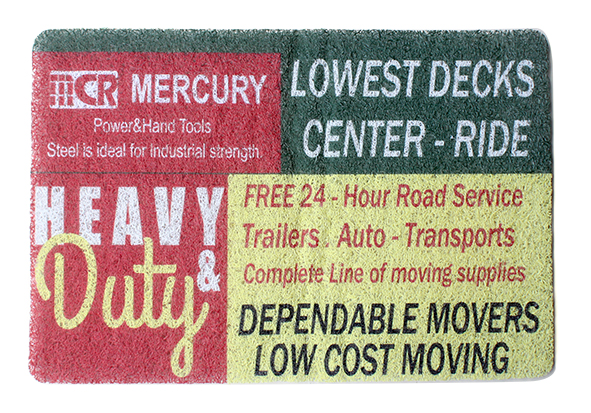 HCR MERCURY
Power&Hand Tools
Steel is ideal for industrial strength.
LOWEST DECKS
CENTER - RIDE
HEAVY
& Duty
FREE 24 - Hour Road Service
Trailers . Auto - Transports
Complete Line of moving supplies
DEPENDABLE MOVERS
LOW COST MOVING